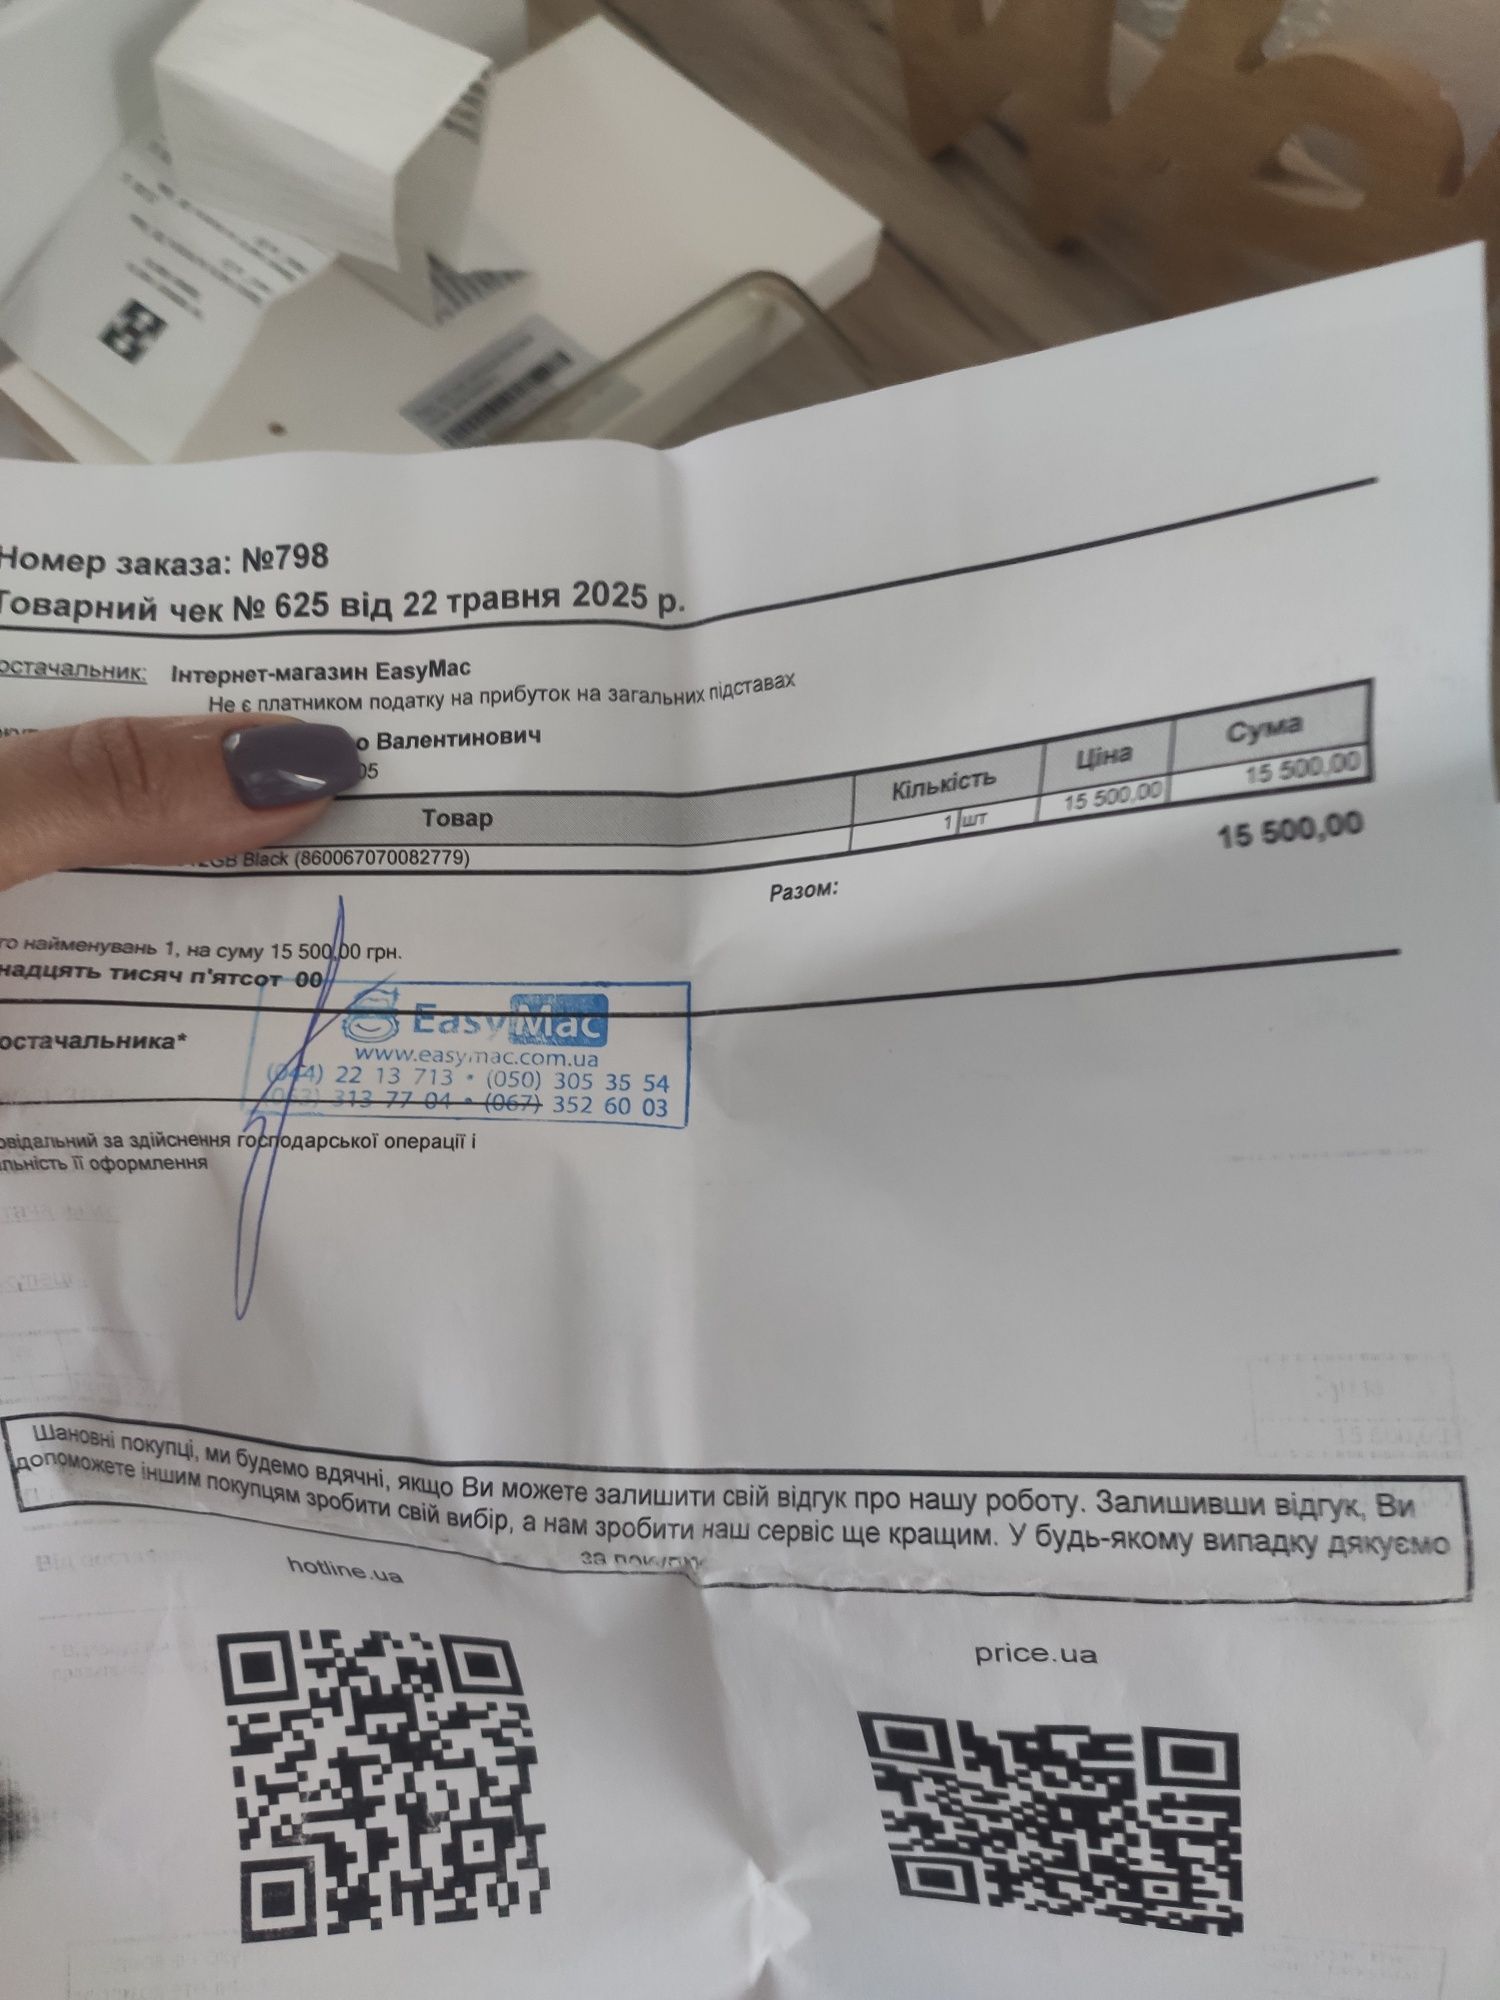 Номер заказа: №798
Товарний чек № 625 від 22 травня 2025 р.
остачальник: Інтернет-магазин EasyMac
Не є платником податку на прибуток на загальних підставах
о Валентинович
05
Товар Кількість Ціна Сума
2GB Black (860067070082779) 1 шт 15 500,00 15 500,00
Разом: 15 500,00
го найменувань 1, на суму 15 500,00 грн.
надцять тисяч п'ятсот 00
остачальника*
EasyMac
www.easymac.com.ua
(044) 22 13 713 • (050) 305 35 54
(063) 313 77 04 • (067) 352 60 03
овідальний за здійснення господарської операції і
льність її оформлення
Шановні покупці, ми будемо вдячні, якщо Ви можете залишити свій відгук про нашу роботу. Залишивши відгук, Ви
допоможете іншим покупцям зробити свій вибір, а нам зробити наш сервіс ще кращим. У будь-якому випадку дякуємо
за
hotline.ua
price.ua